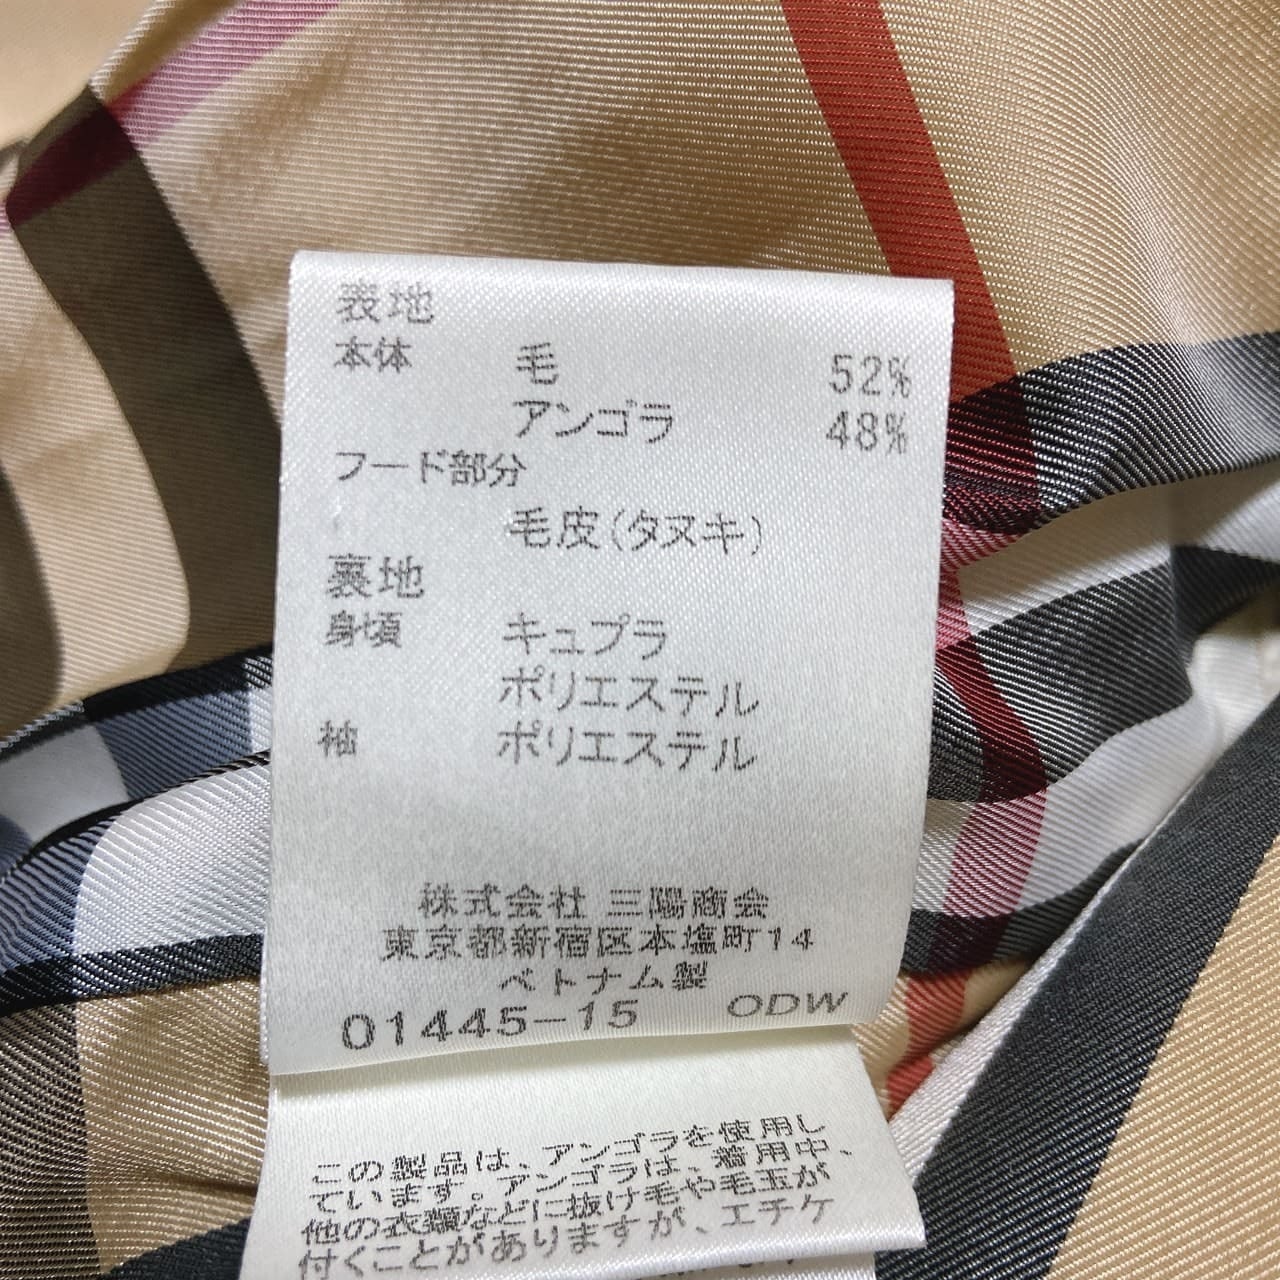 表地
本体 毛 52%
アンゴラ 48%
フード部分
毛皮(タヌキ)
裏地
身頃 キュプラ
ポリエステル
袖 ポリエステル
株式会社 三陽商会
東京都新宿区本塩町14
ベトナム製
01445-15 ODW
この製品は、アンゴラを使用し
ています。アンゴラは、着用中、
他の衣類などに抜け毛や毛玉が
付くことがありますが、エチケ